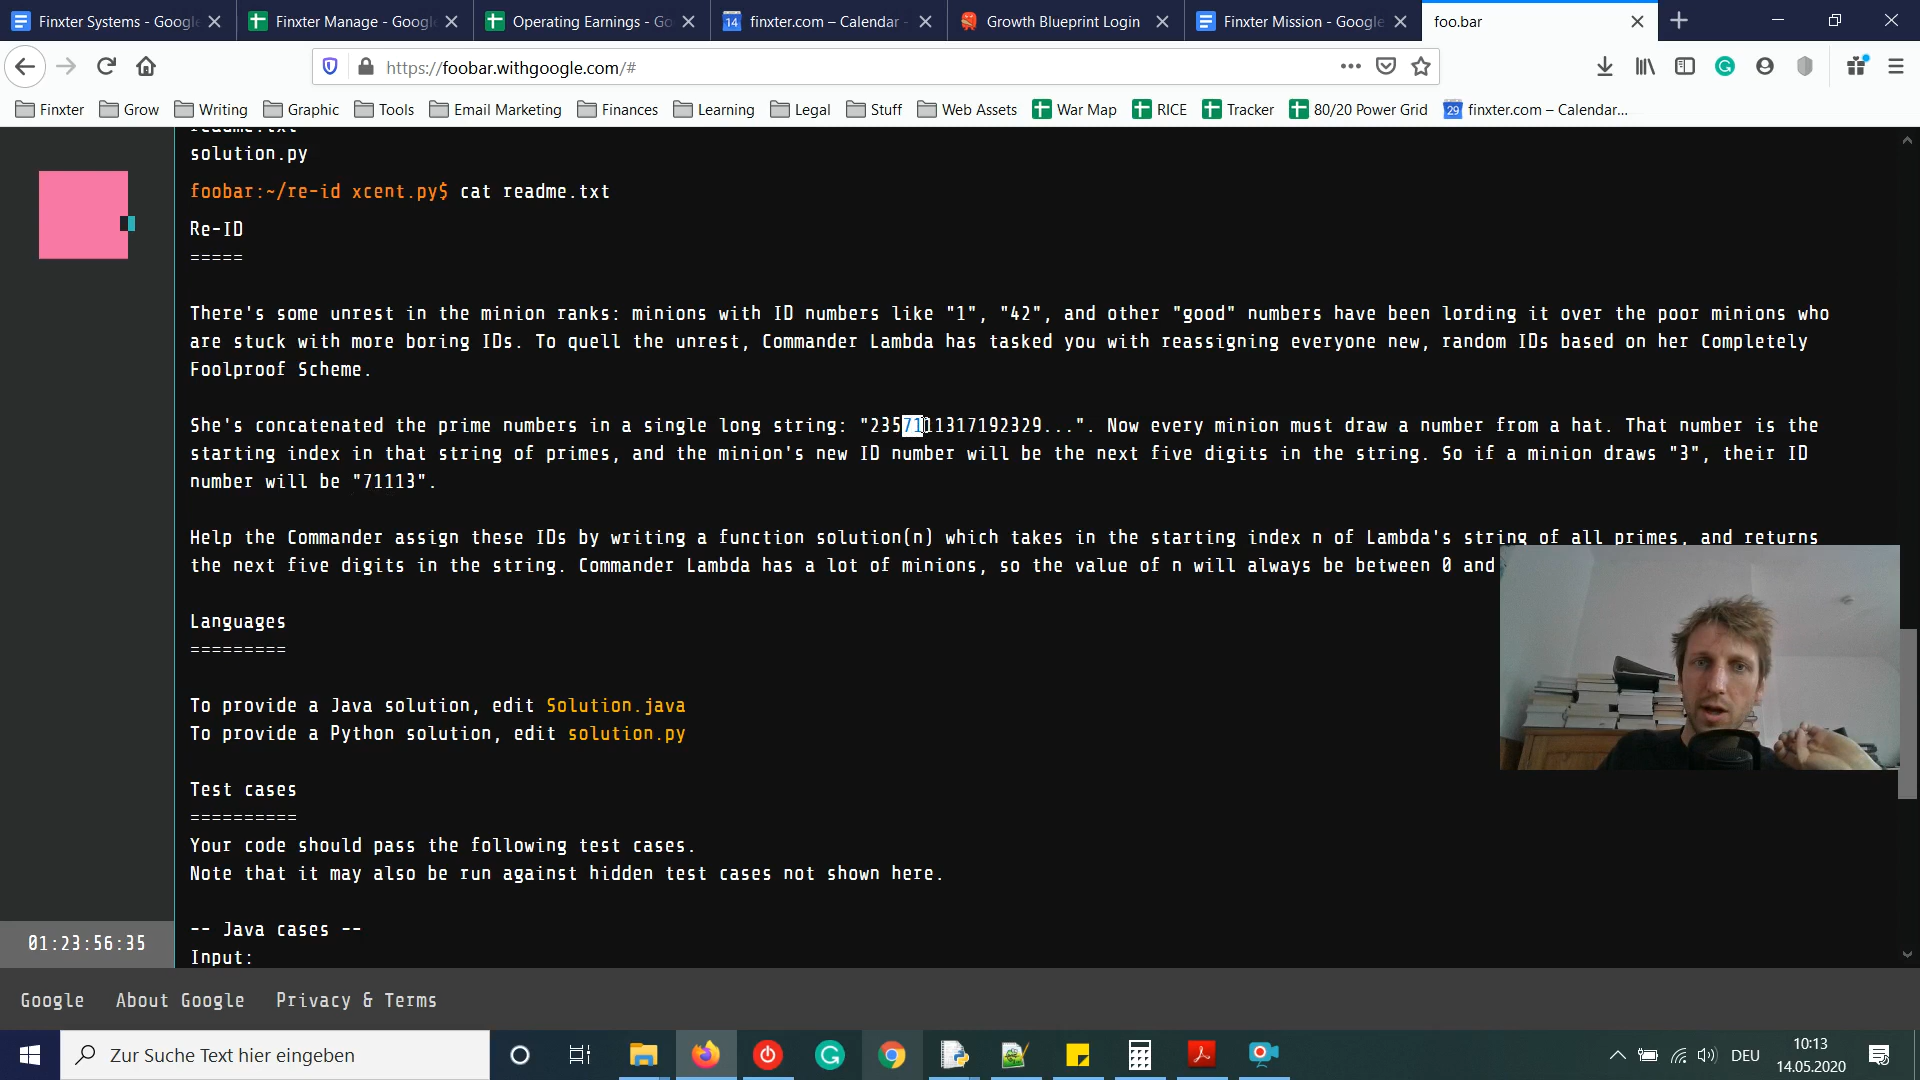 Finxter Systems - Google
Finxter Manage - Google
Operating Earnings - Go
14 finxter.com – Calendar -
Growth Blueprint Login
Finxter Mission - Google
foo.bar
https://foobar.withgoogle.com/#
Finxter
Grow
Writing
Graphic
Tools
Email Marketing
Finances
Learning
Legal
Stuff
Web Assets
War Map
RICE
Tracker
80/20 Power Grid
29 finxter.com – Calendar...
readme.txt
solution.py
foobar:~/re-id xcent.py$ cat readme.txt
Re-ID
=====
There's some unrest in the minion ranks: minions with ID numbers like "1", "42", and other "good" numbers have been lording it over the poor minions who
are stuck with more boring IDs. To quell the unrest, Commander Lambda has tasked you with reassigning everyone new, random IDs based on her Completely
Foolproof Scheme.
She's concatenated the prime numbers in a single long string: "2357111317192329...". Now every minion must draw a number from a hat. That number is the
starting index in that string of primes, and the minion's new ID number will be the next five digits in the string. So if a minion draws "3", their ID
number will be "71113".
Help the Commander assign these IDs by writing a function solution(n) which takes in the starting index n of Lambda's string of all primes, and returns
the next five digits in the string. Commander Lambda has a lot of minions, so the value of n will always be between 0 and
Languages
=========
To provide a Java solution, edit Solution.java
To provide a Python solution, edit solution.py
Test cases
==========
Your code should pass the following test cases.
Note that it may also be run against hidden test cases not shown here.
-- Java cases --
Input:
01:23:56:35
Google
About Google
Privacy & Terms
Zur Suche Text hier eingeben
DEU
10:13
14.05.2020